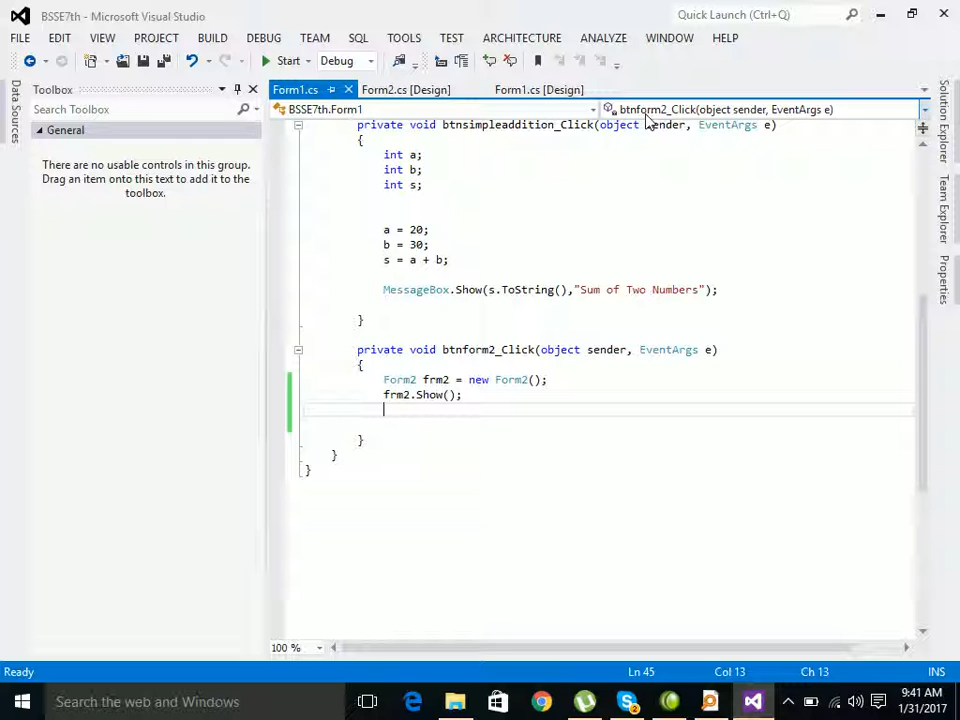 BSSE7th - Microsoft Visual Studio
Quick Launch (Ctrl+Q)
FILE EDIT VIEW PROJECT BUILD DEBUG TEAM SQL TOOLS TEST ARCHITECTURE ANALYZE WINDOW HELP
Start Debug
Data Sources
Toolbox
Search Toolbox
General
There are no usable controls in this group.
Drag an item onto this text to add it to the
toolbox.
Form1.cs Form2.cs [Design] Form1.cs [Design]
BSSE7th.Form1 btnform2_Click(object sender, EventArgs e)
private void btnsimpleaddition_Click(object sender, EventArgs e)
{
int a;
int b;
int s;
a = 20;
b = 30;
s = a + b;
MessageBox.Show(s.ToString(),"Sum of Two Numbers");
}
private void btnform2_Click(object sender, EventArgs e)
{
Form2 frm2 = new Form2();
frm2.Show();
}
}
}
Solution Explorer
Team Explorer
Properties
100 %
Ready Ln 45 Col 13 Ch 13 INS
Search the web and Windows
9:41 AM
1/31/2017